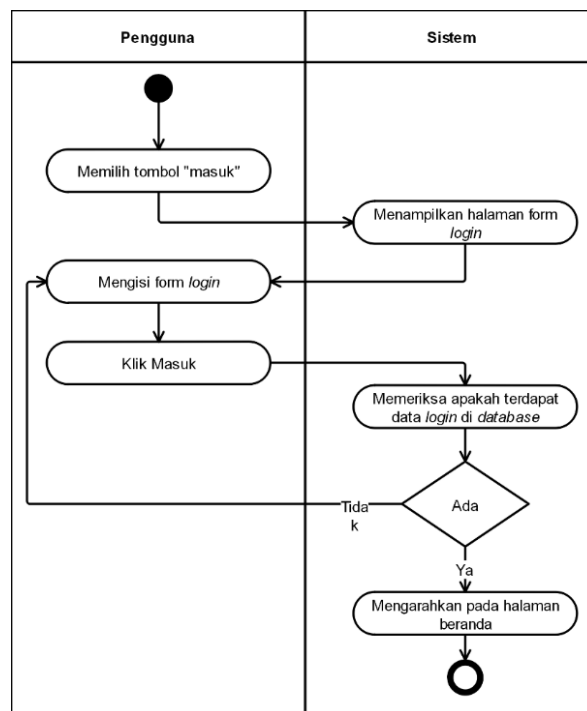 Pengguna
Sistem
Memilih tombol "masuk"
Menampilkan halaman form
login
Mengisi form login
Klik Masuk
Memeriksa apakah terdapat
data login di database
Tida
k
Ada
Ya
Mengarahkan pada halaman
beranda